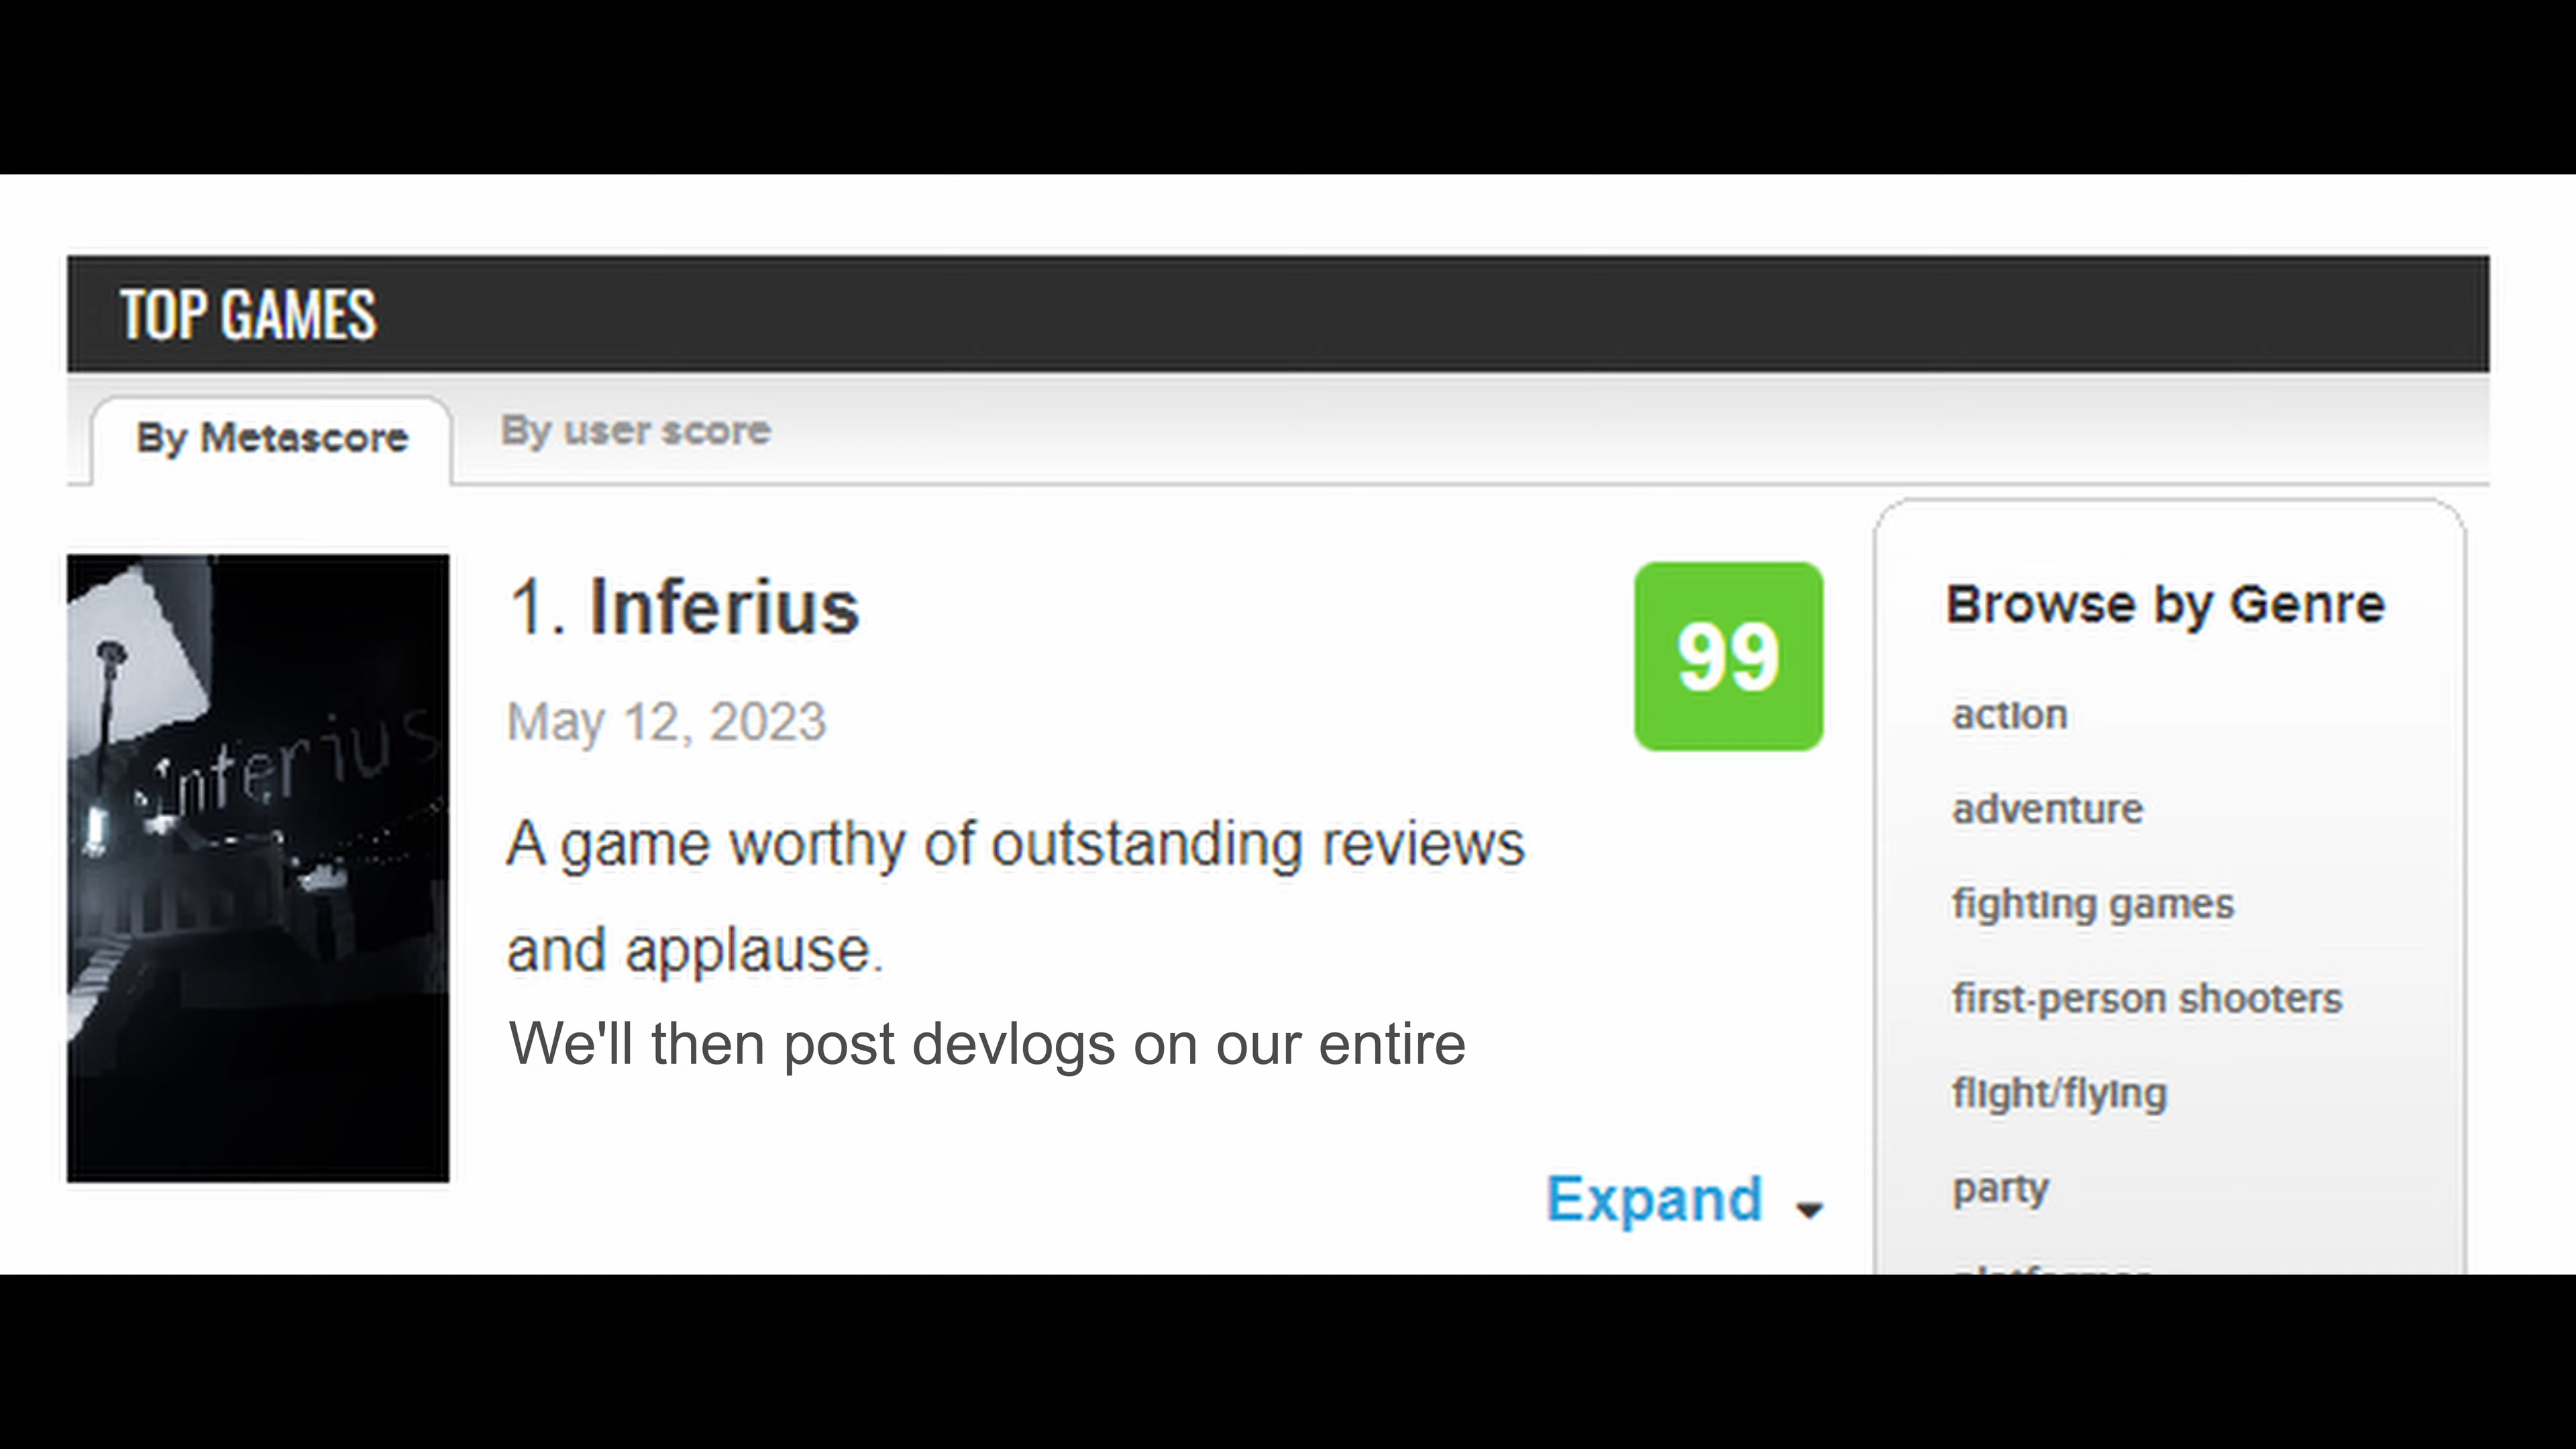 TOP GAMES
By Metascore
By user score
inferius
1. Inferius
99
May 12, 2023
A game worthy of outstanding reviews
and applause.
We'll then post devlogs on our entire
Expand
Browse by Genre
action
adventure
fighting games
first-person shooters
flight/flying
party